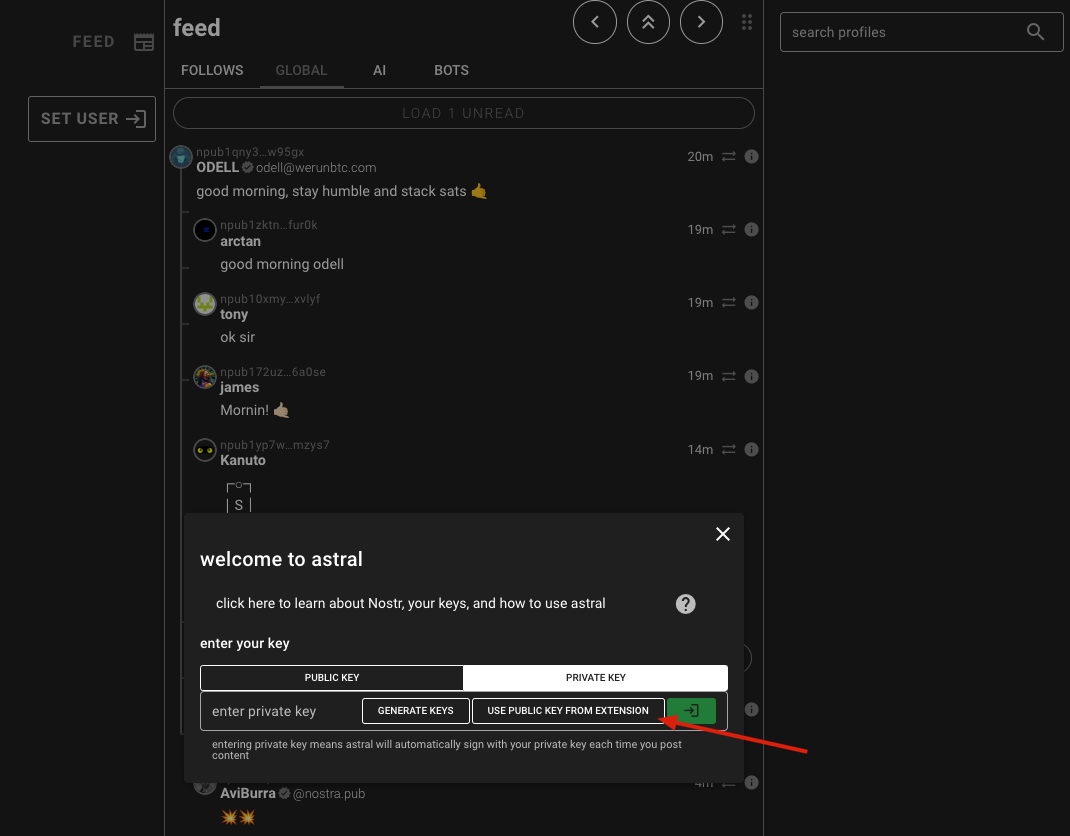 FEED
SET USER
feed
FOLLOWS GLOBAL AI BOTS
LOAD 1 UNREAD
npub1qny3...w95gx
ODELL odell@werunbtc.com 20m
good morning, stay humble and stack sats 🤙
npub1zktn...fur0k
arctan 19m
good morning odell
npub10xmy...xvlyf
tony 19m
ok sir
npub172uz...6a0se
james 19m
Mornin! 🤙🏼
npub1yp7w...mzys7
Kanuto 14m
┌─○─┐
│ S │
welcome to astral
click here to learn about Nostr, your keys, and how to use astral
enter your key
PUBLIC KEY PRIVATE KEY
enter private key GENERATE KEYS USE PUBLIC KEY FROM EXTENSION
entering private key means astral will automatically sign with your private key each time you post
content
4m
AviBurra @nostra.pub
💥💥
search profiles